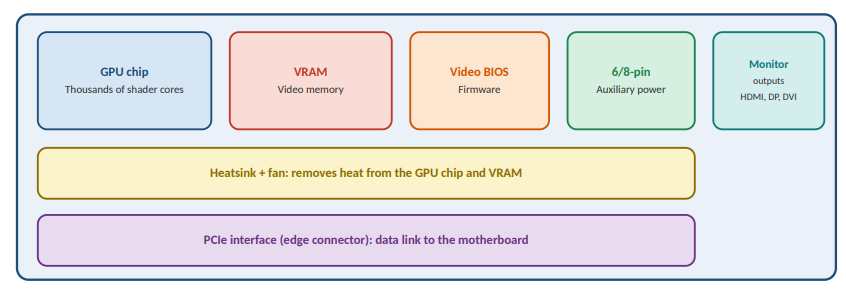 GPU chip
Thousands of shader cores
VRAM
Video memory
Video BIOS
Firmware
6/8-pin
Auxiliary power
Monitor
outputs
HDMI, DP, DVI
Heatsink + fan: removes heat from the GPU chip and VRAM
PCIe interface (edge connector): data link to the motherboard